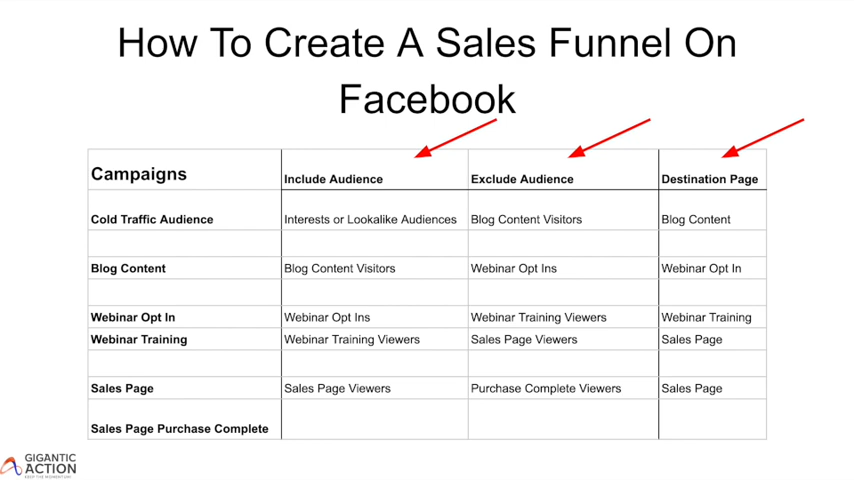 How To Create A Sales Funnel On
Facebook
Campaigns Include Audience Exclude Audience Destination Page
Cold Traffic Audience Interests or Lookalike Audiences Blog Content Visitors Blog Content
Blog Content Blog Content Visitors Webinar Opt Ins Webinar Opt In
Webinar Opt In Webinar Opt Ins Webinar Training Viewers Webinar Training
Webinar Training Webinar Training Viewers Sales Page Viewers Sales Page
Sales Page Sales Page Viewers Purchase Complete Viewers Sales Page
Sales Page Purchase Complete
GIGANTIC
ACTION
KEEP THE MOMENTUM